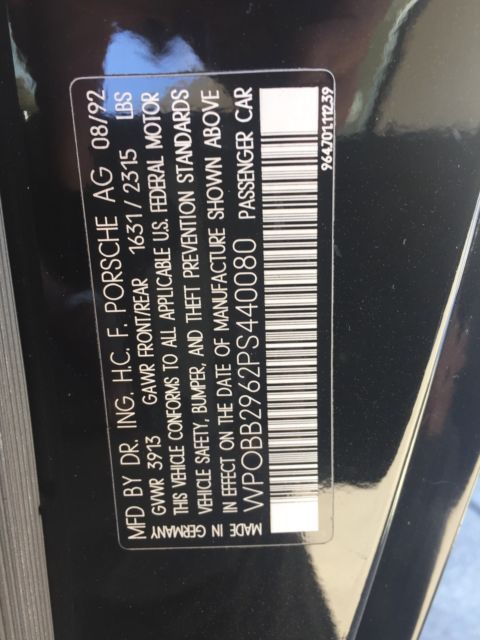 MFD BY DR. ING. H.C. F. PORSCHE AG 08/92
GVWR 3913 GAWR FRONT/REAR 1631/2315 LBS
THIS VEHICLE CONFORMS TO ALL APPLICABLE U.S. FEDERAL MOTOR
VEHICLE SAFETY, BUMPER, AND THEFT PREVENTION STANDARDS
IN EFFECT ON THE DATE OF MANUFACTURE SHOWN ABOVE
MADE IN GERMANY WPOBB2962PS440080 PASSENGER CAR
964.701.112.39